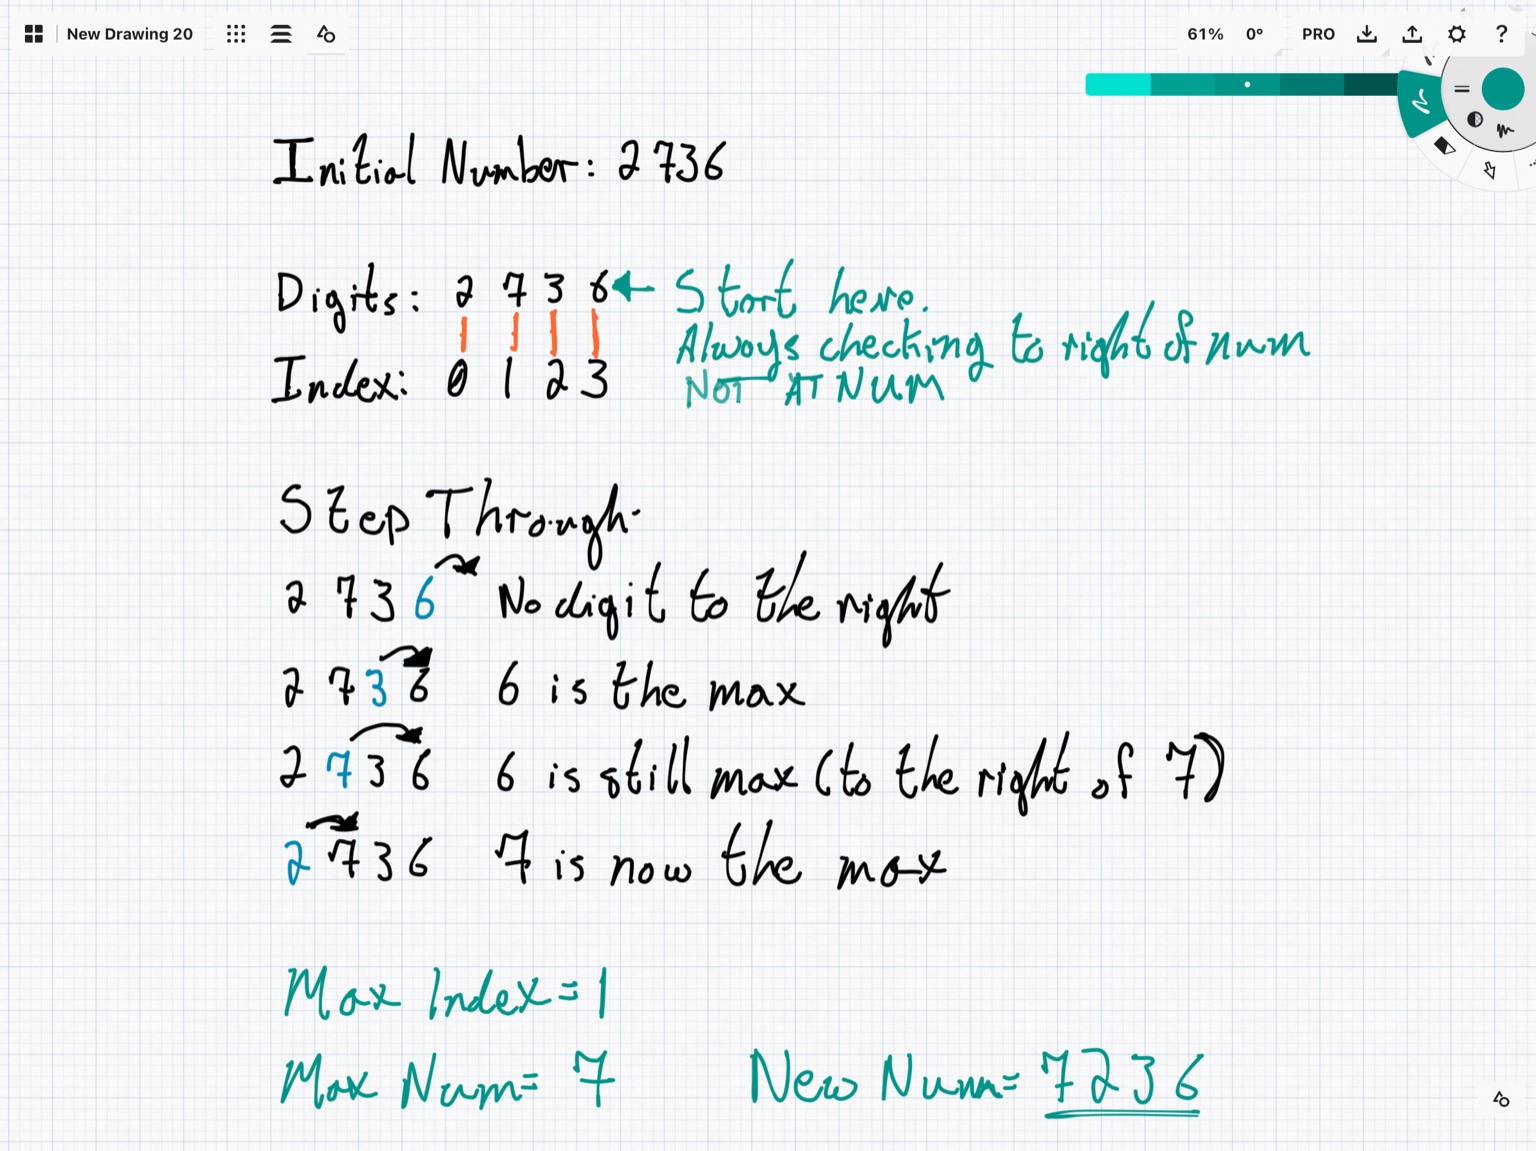 New Drawing 20
61% 0° PRO ?
Initial Number: 2736
Digits: 2 7 3 6 ← Start here.
Always checking to right of num
Index: 0 1 2 3 NOT AT NUM
Step Through.
2 7 3 6 No digit to the right
2 7 3 6 6 is the max
2 7 3 6 6 is still max (to the right of 7)
2 7 3 6 7 is now the max
Max Index = 1
Max Num = 7 New Num = 7236